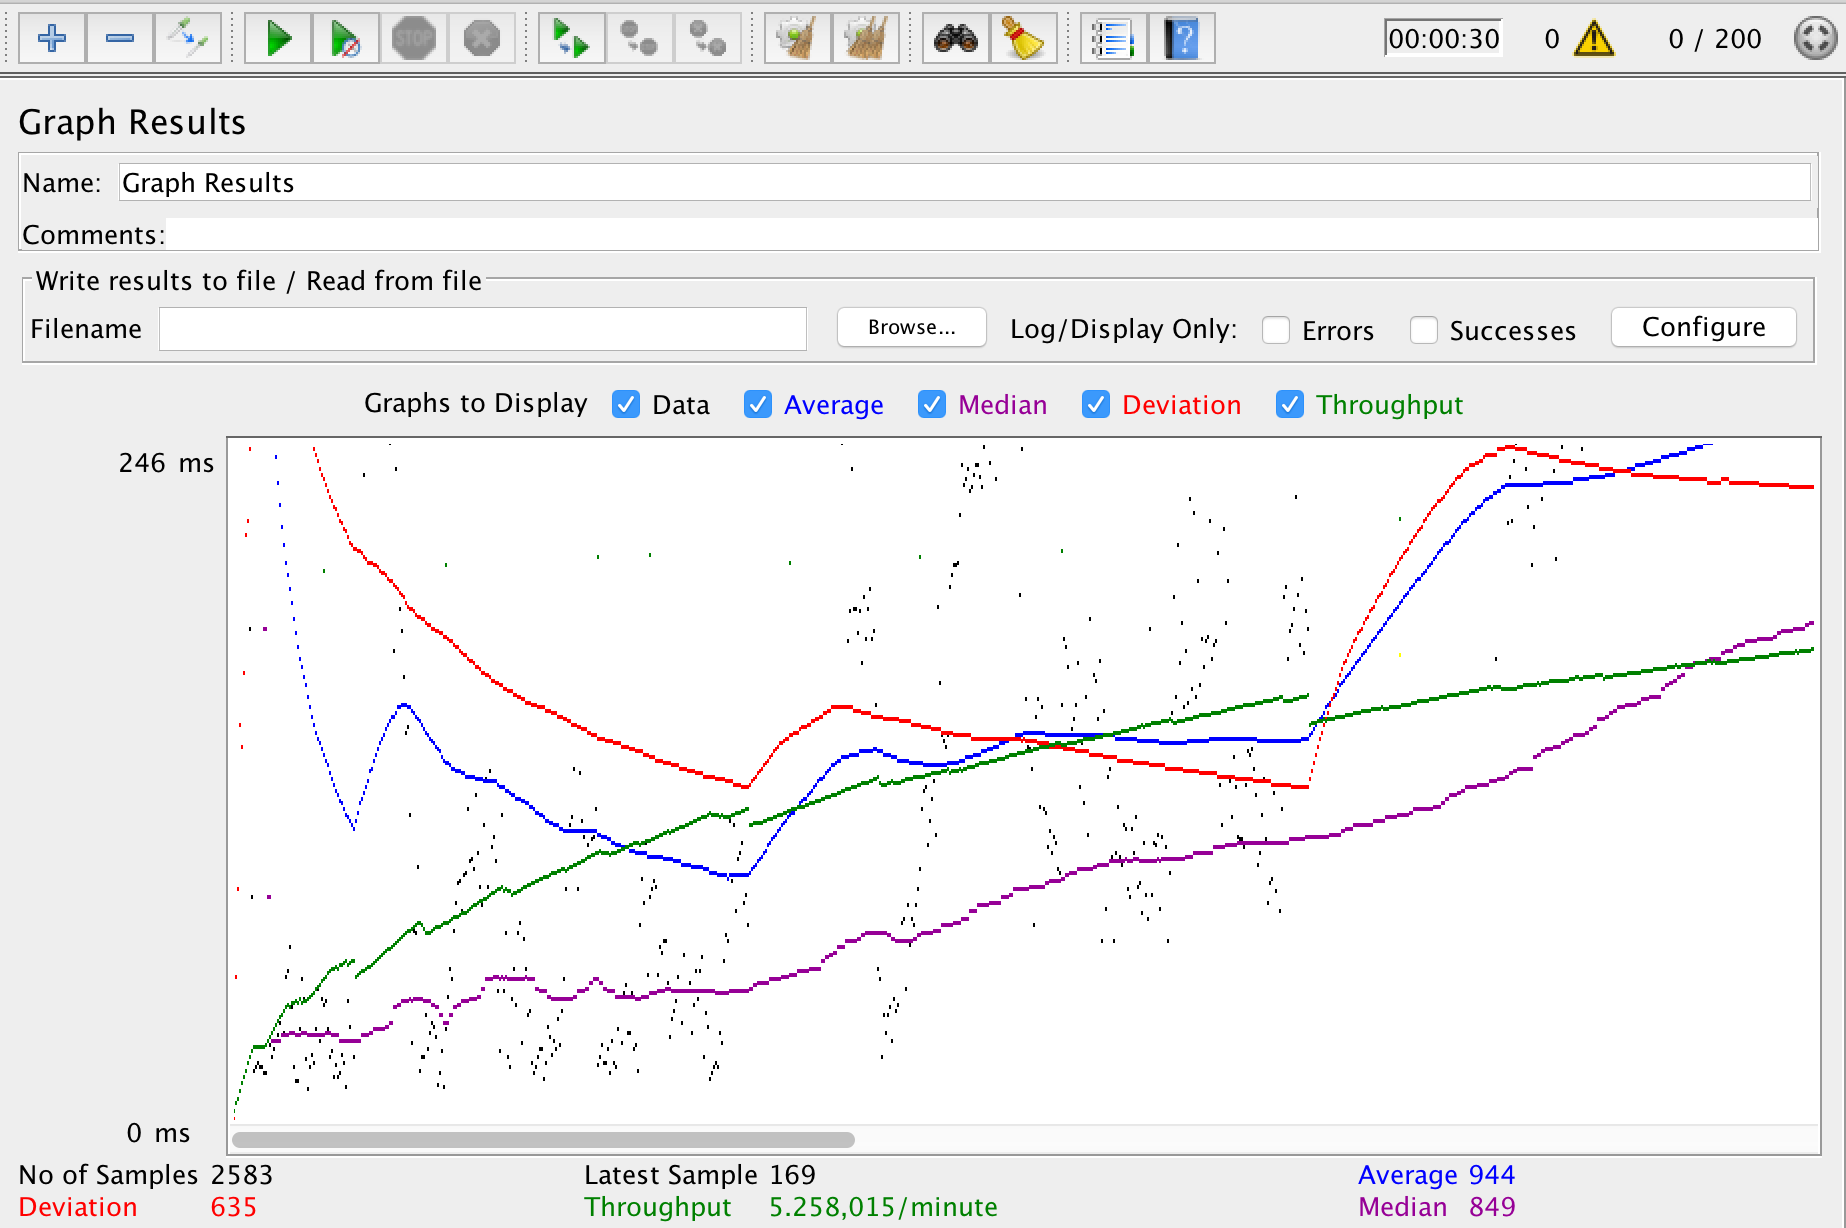 STOP
?
00:00:30 0 0 / 200
Graph Results
Name: Graph Results
Comments:
Write results to file / Read from file
Filename Browse... Log/Display Only: Errors Successes Configure
Graphs to Display Data Average Median Deviation Throughput
246 ms
0 ms
No of Samples 2583 Latest Sample 169 Average 944
Deviation 635 Throughput 5.258,015/minute Median 849